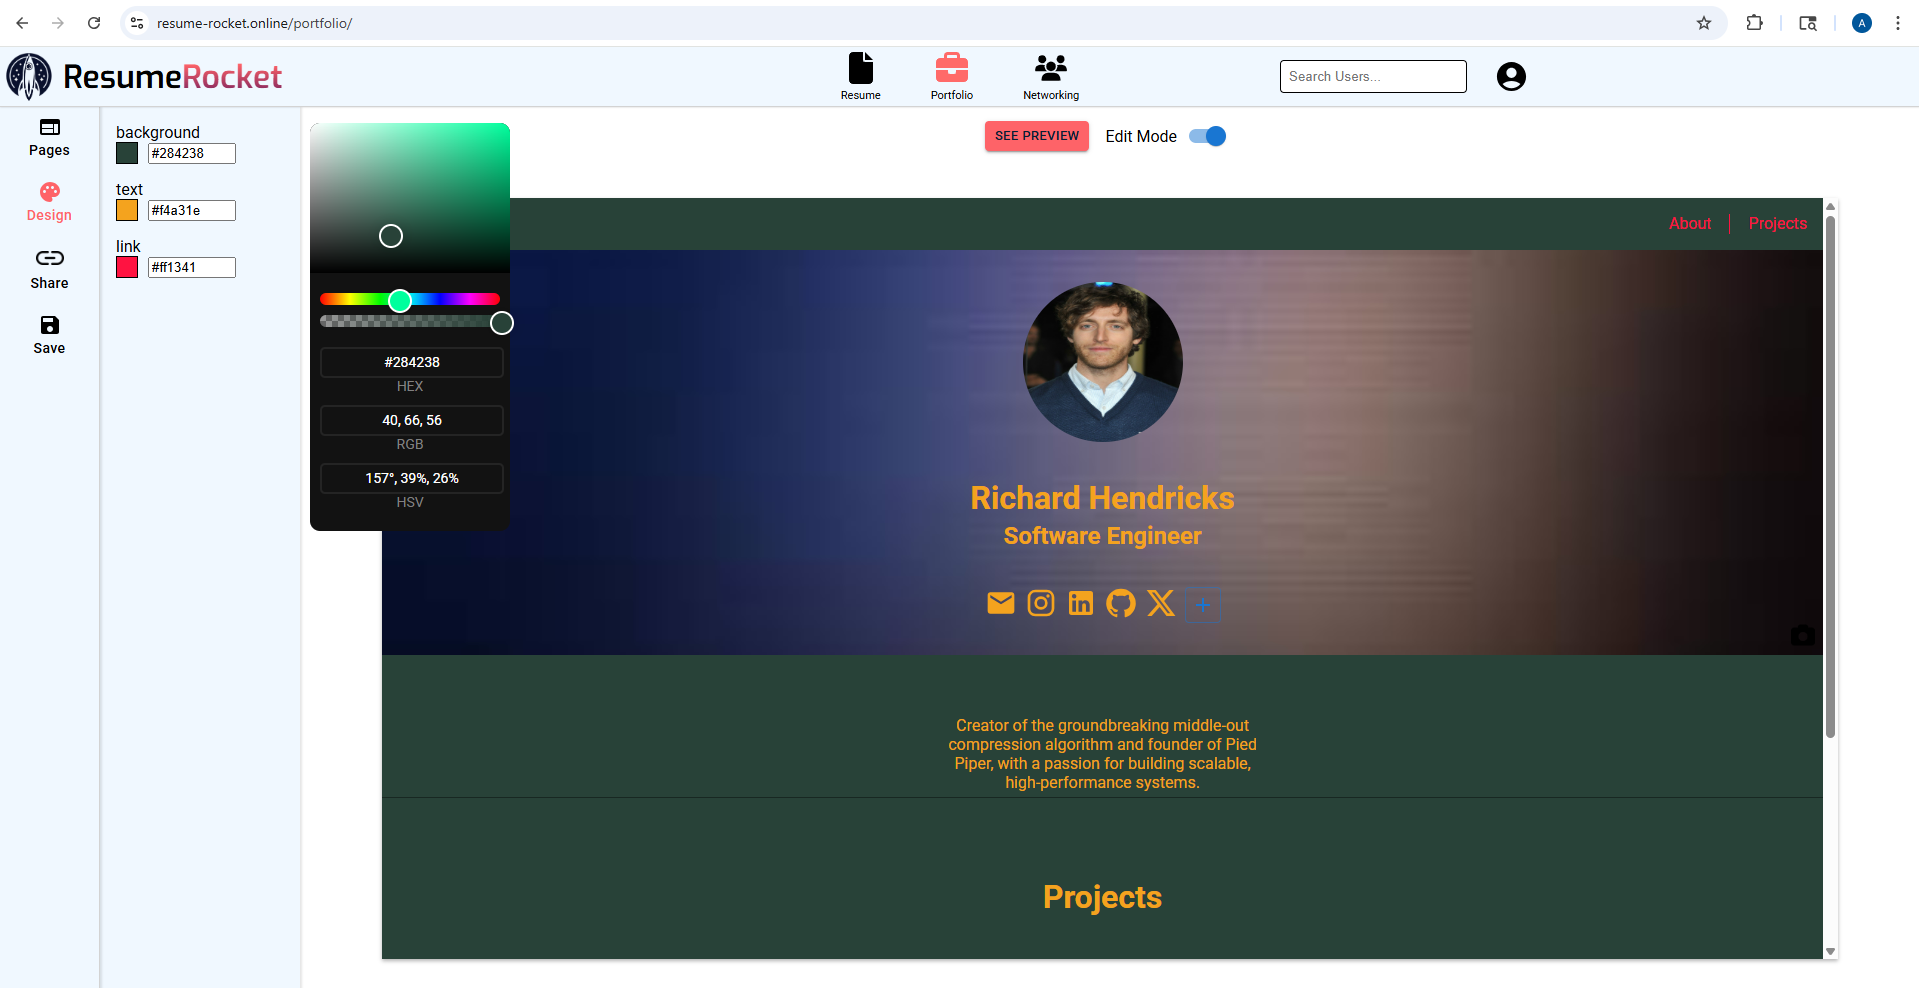 resume-rocket.online/portfolio/
A
ResumeRocket
Resume
Portfolio
Networking
Search Users...
Pages
Design
Share
Save
background
#284238
text
#f4a31e
link
#ff1341
#284238
HEX
40, 66, 56
RGB
157°, 39%, 26%
HSV
SEE PREVIEW
Edit Mode
About
Projects
Richard Hendricks
Software Engineer
Creator of the groundbreaking middle-out
compression algorithm and founder of Pied
Piper, with a passion for building scalable,
high-performance systems.
Projects